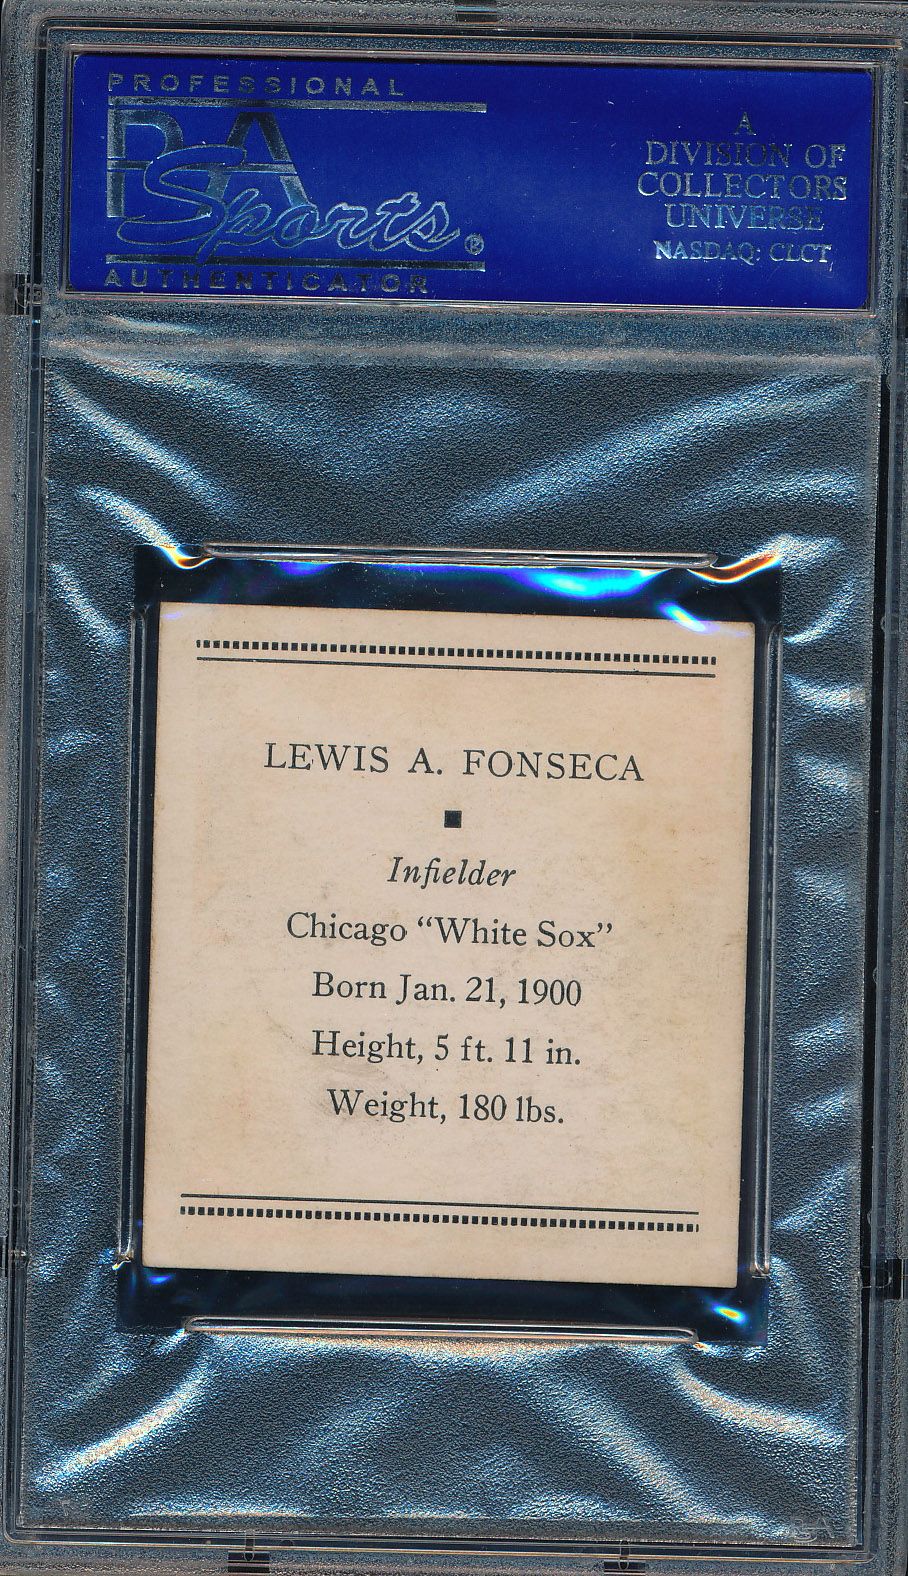 PROFESSIONAL
PSA
Sports®
AUTHENTICATOR
A
DIVISION OF
COLLECTORS
UNIVERSE
NASDAQ: CLCT
LEWIS A. FONSECA
Infielder
Chicago “White Sox”
Born Jan. 21, 1900
Height, 5 ft. 11 in.
Weight, 180 lbs.